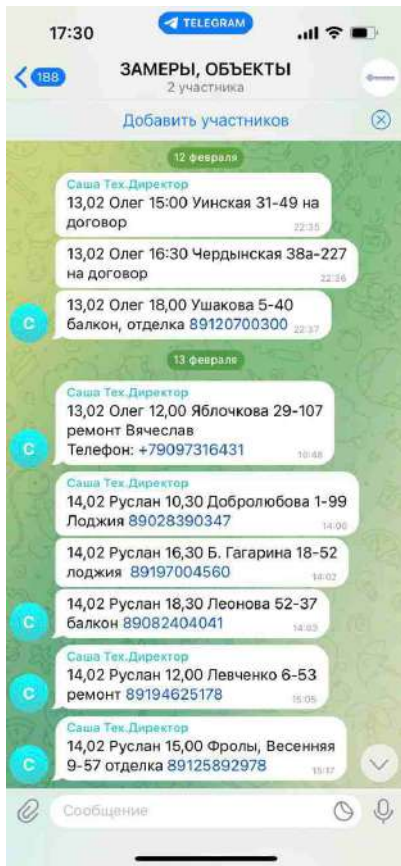 17:30
TELEGRAM
188
ЗАМЕРЫ, ОБЪЕКТЫ
2 участника
Добавить участников
12 февраля
Саша Тех.Директор
13,02 Олег 15:00 Уинская 31-49 на
договор
22:35
13,02 Олег 16:30 Чердынская 38а-227
на договор
22:36
13,02 Олег 18,00 Ушакова 5-40
С
балкон, отделка 89120700300 22:37
13 февраля
Саша Тех.Директор
13,02 Олег 12,00 Яблочкова 29-107
ремонт Вячеслав
С
Телефон: +79097316431
10:48
Саша Тех.Директор
14,02 Руслан 10,30 Добролюбова 1-99
Лоджия 89028390347
14:00
14,02 Руслан 16,30 Б. Гагарина 18-52
лоджия 89197004560
14:02
14,02 Руслан 18,30 Леонова 52-37
С
балкон 89082404041
14:03
Саша Тех.Директор
14,02 Руслан 12,00 Левченко 6-53
С
ремонт 89194625178
15:05
Саша Тех.Директор
14,02 Руслан 15,00 Фролы, Весенняя
С
9-57 отделка 89125892978
15:17
Сообщение